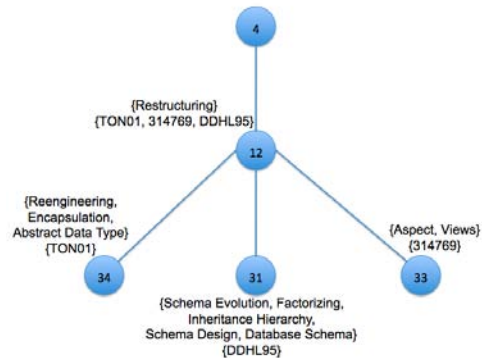 4
{Restructuring}
{TON01, 314769, DDHL95}
12
{Reengineering,
Encapsulation,
Abstract Data Type}
{TON01}
34
31
{Aspect, Views}
{314769}
33
{Schema Evolution, Factorizing,
Inheritance Hierarchy,
Schema Design, Database Schema}
{DDHL95}